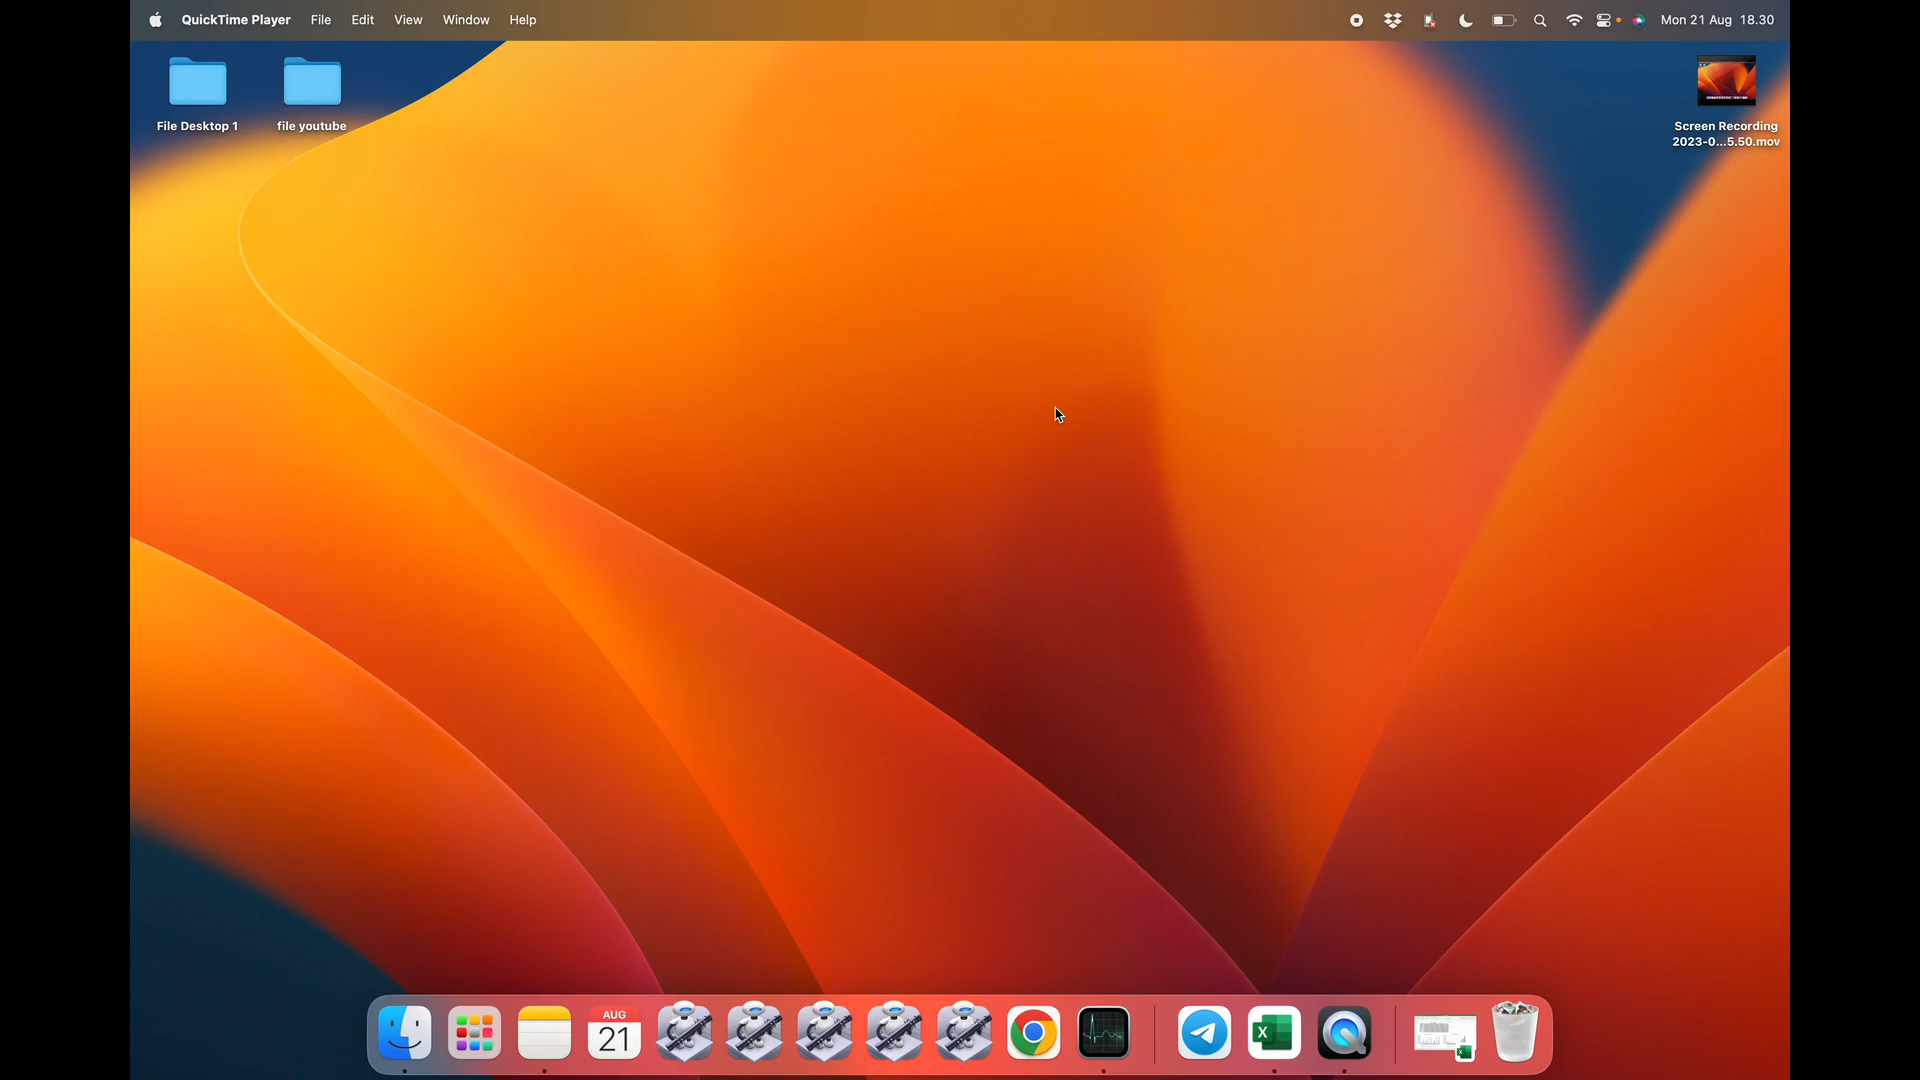 QuickTime Player File Edit View Window Help Mon 21 Aug 18.30
File Desktop 1
file youtube
Screen Recording
2023-0...5.50.mov
AUG
21